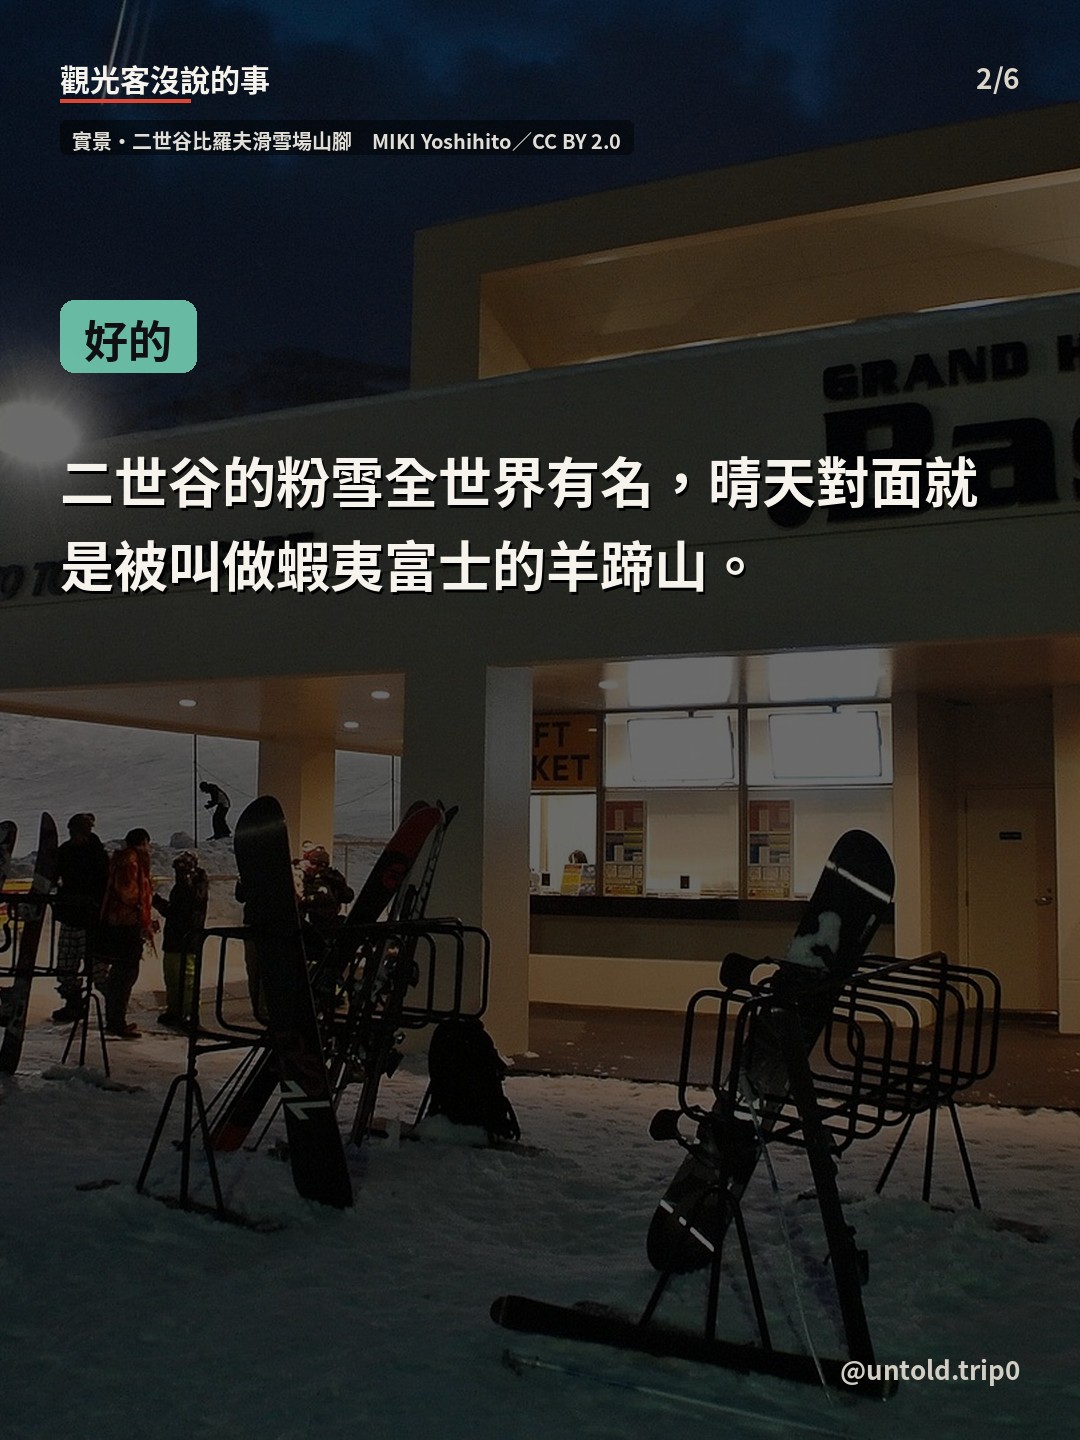 觀光客沒說的事
2/6
實景・二世谷比羅夫滑雪場山腳 MIKI Yoshihito／CC BY 2.0
好的
GRAND H
Bas
二世谷的粉雪全世界有名，晴天對面就
是被叫做蝦夷富士的羊蹄山。
FT
KET
@untold.trip0